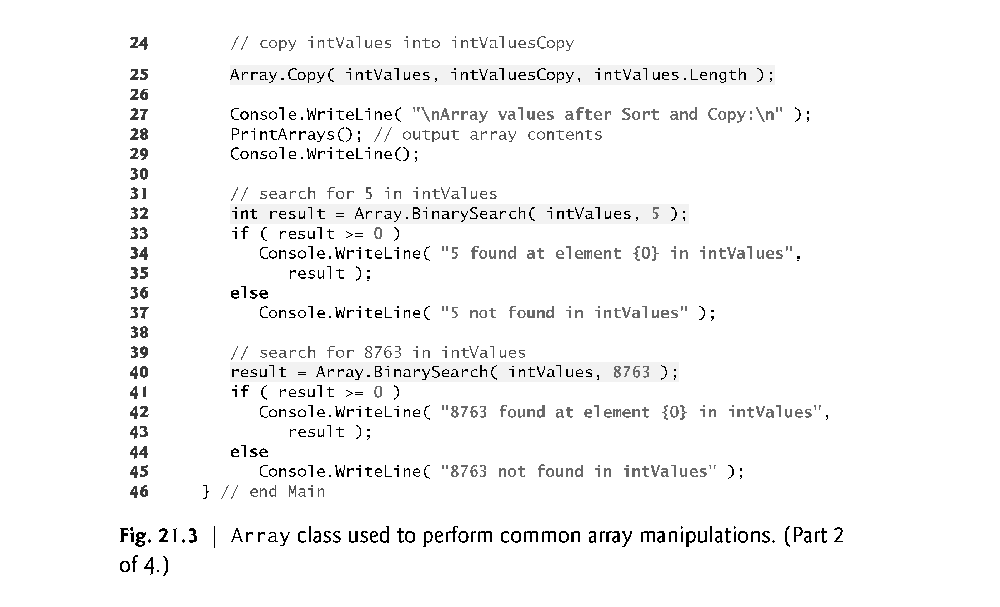 24 // copy intValues into intValuesCopy
25 Array.Copy( intValues, intValuesCopy, intValues.Length );
26
27 Console.WriteLine( "\nArray values after Sort and Copy:\n" );
28 PrintArrays(); // output array contents
29 Console.WriteLine();
30
31 // search for 5 in intValues
32 int result = Array.BinarySearch( intValues, 5 );
33 if ( result >= 0 )
34 Console.WriteLine( "5 found at element {0} in intValues",
35 result );
36 else
37 Console.WriteLine( "5 not found in intValues" );
38
39 // search for 8763 in intValues
40 result = Array.BinarySearch( intValues, 8763 );
41 if ( result >= 0 )
42 Console.WriteLine( "8763 found at element {0} in intValues",
43 result );
44 else
45 Console.WriteLine( "8763 not found in intValues" );
46 } // end Main
Fig. 21.3 | Array class used to perform common array manipulations. (Part 2
of 4.)